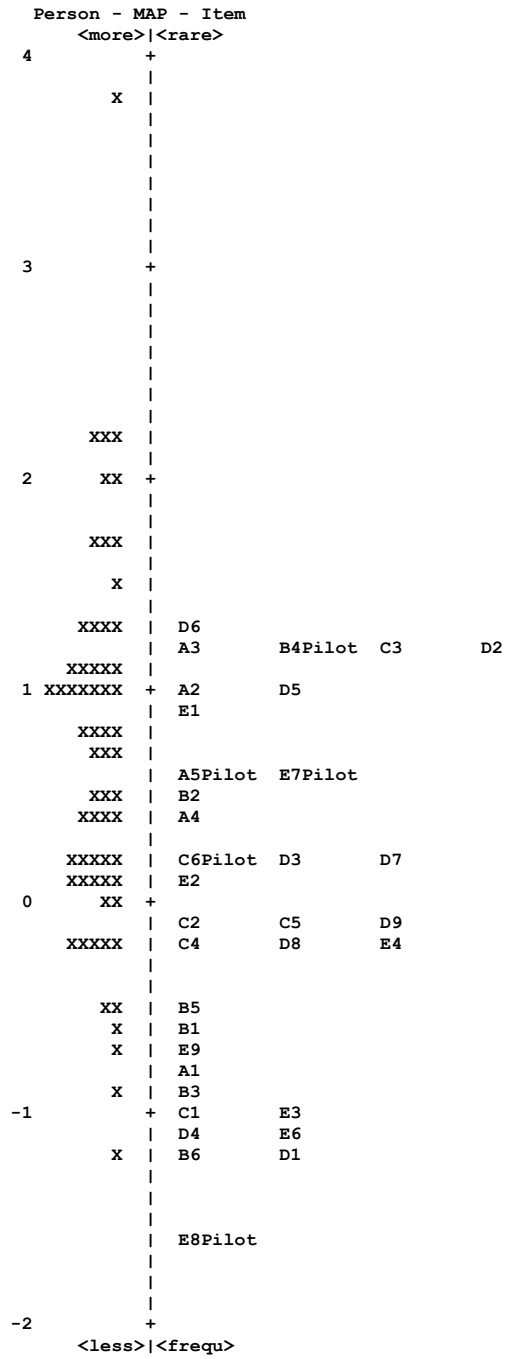 Person - MAP - Item
<more>|<rare>
4 +
|
X |
|
|
|
|
|
|
|
3 +
|
|
|
|
|
|
|
XXX |
|
2 XX +
|
|
XXX |
|
X |
|
XXXX | D6
| A3 B4Pilot C3 D2
XXXXX |
1 XXXXXXX + A2 D5
| E1
XXXX |
XXX |
| A5Pilot E7Pilot
XXX | B2
XXXX | A4
|
XXXXX | C6Pilot D3 D7
XXXXX | E2
0 XX +
| C2 C5 D9
XXXXX | C4 D8 E4
|
|
XX | B5
X | B1
X | E9
| A1
X | B3
-1 + C1 E3
| D4 E6
X | B6 D1
|
|
|
| E8Pilot
|
|
|
-2 +
<less>|<frequ>